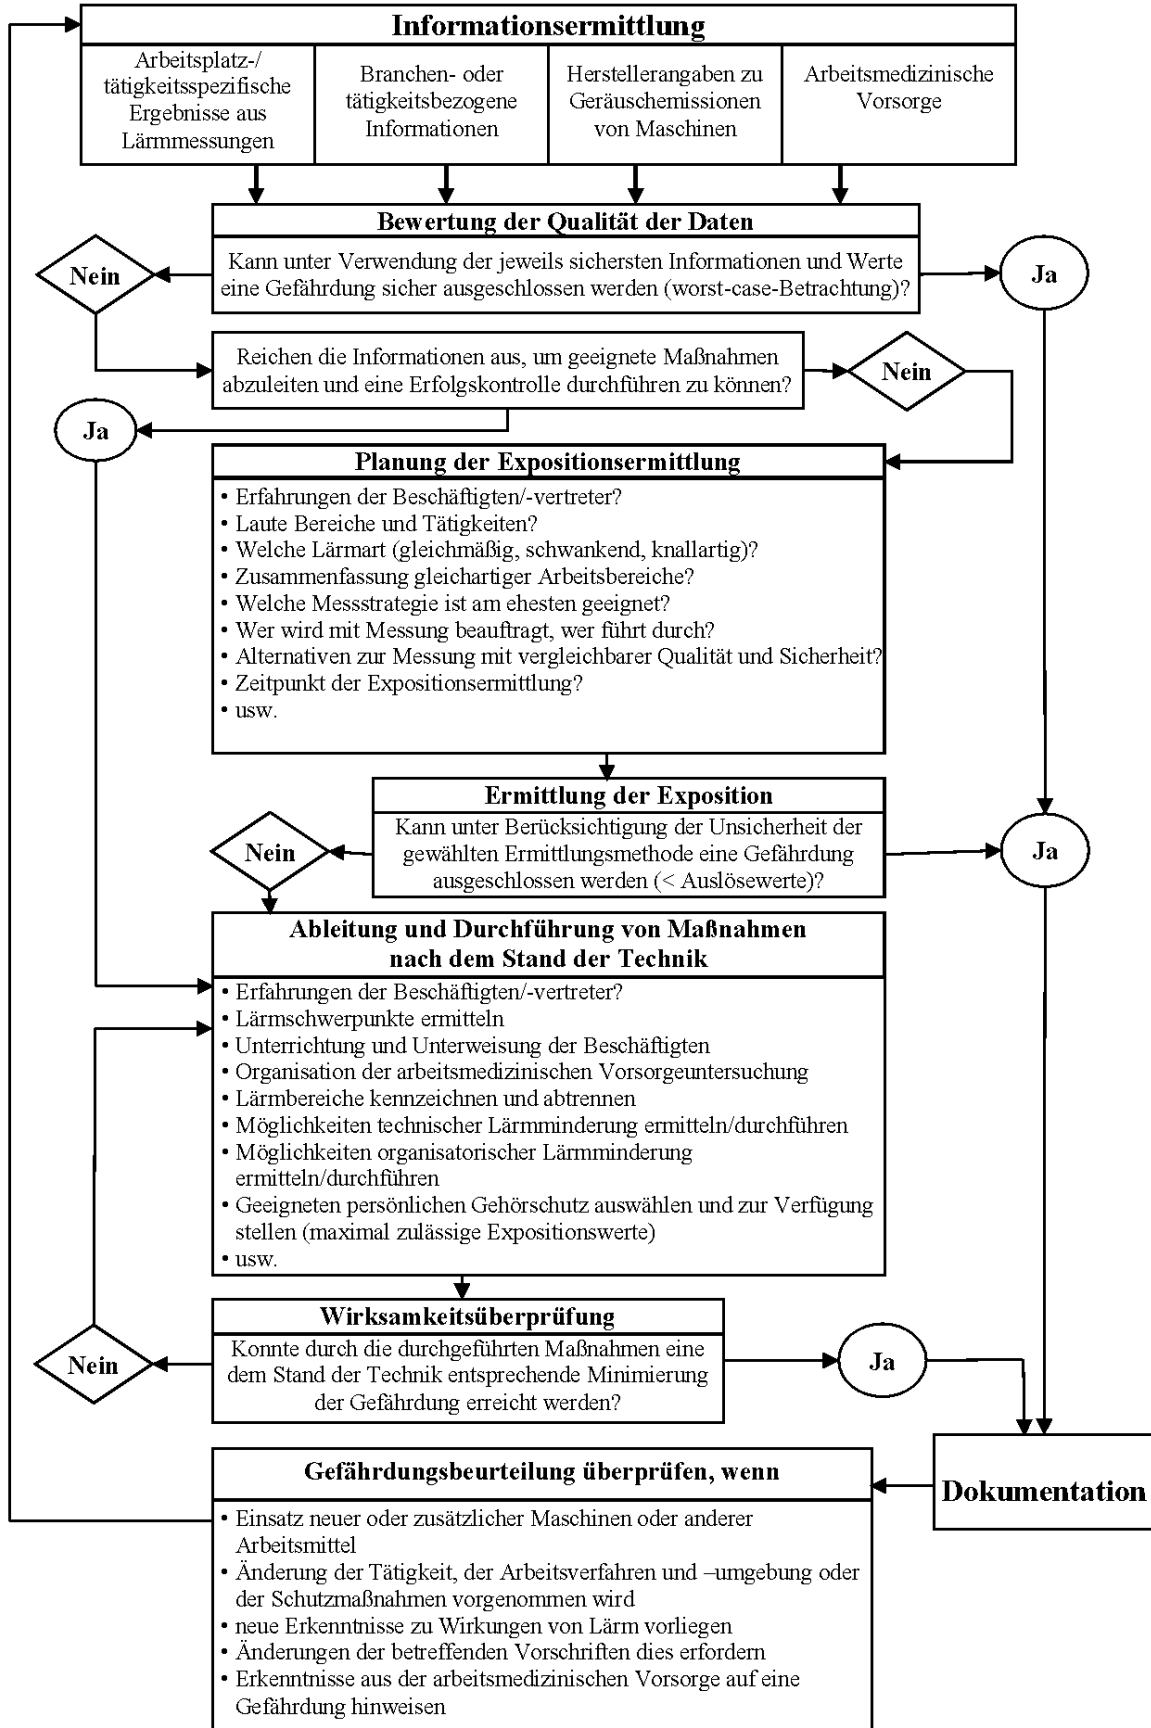 Informationsermittlung
Arbeitsplatz-/
tätigkeitsspezifische
Ergebnisse aus
Lärmmessungen
Branchen- oder
tätigkeitsbezogene
Informationen
Herstellerangaben zu
Geräuschemissionen
von Maschinen
Arbeitsmedizinische
Vorsorge
Bewertung der Qualität der Daten
Kann unter Verwendung der jeweils sichersten Informationen und Werte
eine Gefährdung sicher ausgeschlossen werden (worst-case-Betrachtung)?
Nein
Ja
Reichen die Informationen aus, um geeignete Maßnahmen
abzuleiten und eine Erfolgskontrolle durchführen zu können?
Nein
Ja
Planung der Expositionsermittlung
• Erfahrungen der Beschäftigten/-vertreter?
• Laute Bereiche und Tätigkeiten?
• Welche Lärmart (gleichmäßig, schwankend, knallartig)?
• Zusammenfassung gleichartiger Arbeitsbereiche?
• Welche Messstrategie ist am ehesten geeignet?
• Wer wird mit Messung beauftragt, wer führt durch?
• Alternativen zur Messung mit vergleichbarer Qualität und Sicherheit?
• Zeitpunkt der Expositionsermittlung?
• usw.
Ermittlung der Exposition
Kann unter Berücksichtigung der Unsicherheit der
gewählten Ermittlungsmethode eine Gefährdung
ausgeschlossen werden (< Auslösewerte)?
Nein
Ja
Ableitung und Durchführung von Maßnahmen
nach dem Stand der Technik
• Erfahrungen der Beschäftigten/-vertreter?
• Lärmschwerpunkte ermitteln
• Unterrichtung und Unterweisung der Beschäftigten
• Organisation der arbeitsmedizinischen Vorsorgeuntersuchung
• Lärmbereiche kennzeichnen und abtrennen
• Möglichkeiten technischer Lärmminderung ermitteln/durchführen
• Möglichkeiten organisatorischer Lärmminderung
ermitteln/durchführen
• Geeigneten persönlichen Gehörschutz auswählen und zur Verfügung
stellen (maximal zulässige Expositionswerte)
• usw.
Wirksamkeitsüberprüfung
Konnte durch die durchgeführten Maßnahmen eine
dem Stand der Technik entsprechende Minimierung
der Gefährdung erreicht werden?
Nein
Ja
Dokumentation
Gefährdungsbeurteilung überprüfen, wenn
• Einsatz neuer oder zusätzlicher Maschinen oder anderer
Arbeitsmittel
• Änderung der Tätigkeit, der Arbeitsverfahren und –umgebung oder
der Schutzmaßnahmen vorgenommen wird
• neue Erkenntnisse zu Wirkungen von Lärm vorliegen
• Änderungen der betreffenden Vorschriften dies erfordern
• Erkenntnisse aus der arbeitsmedizinischen Vorsorge auf eine
Gefährdung hinweisen